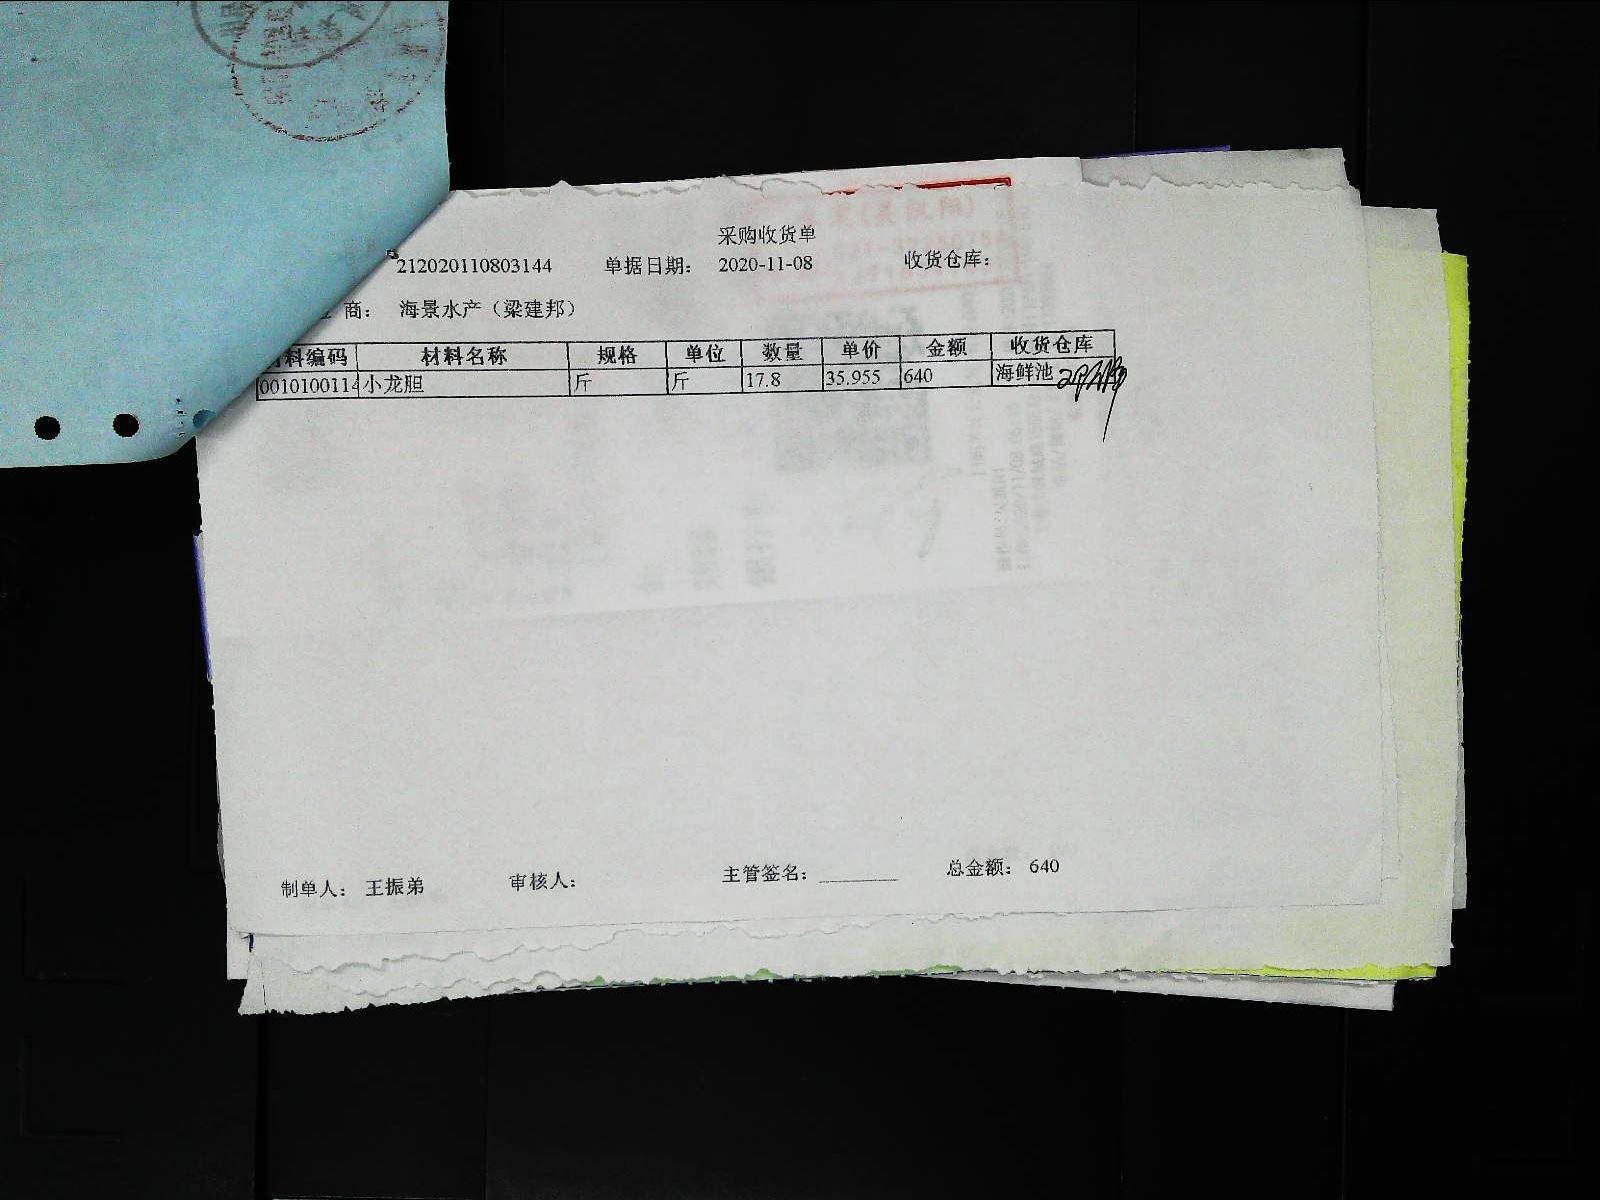 采购收货单
212020110803144 单据日期： 2020-11-08 收货仓库：
商： 海景水产（梁建邦）
料编码 材料名称 规格 单位 数量 单价 金额 收货仓库
0010100114 小龙胆 斤 斤 17.8 35.955 640 海鲜池
制单人： 王振弟 审核人： 主管签名：________ 总金额： 640